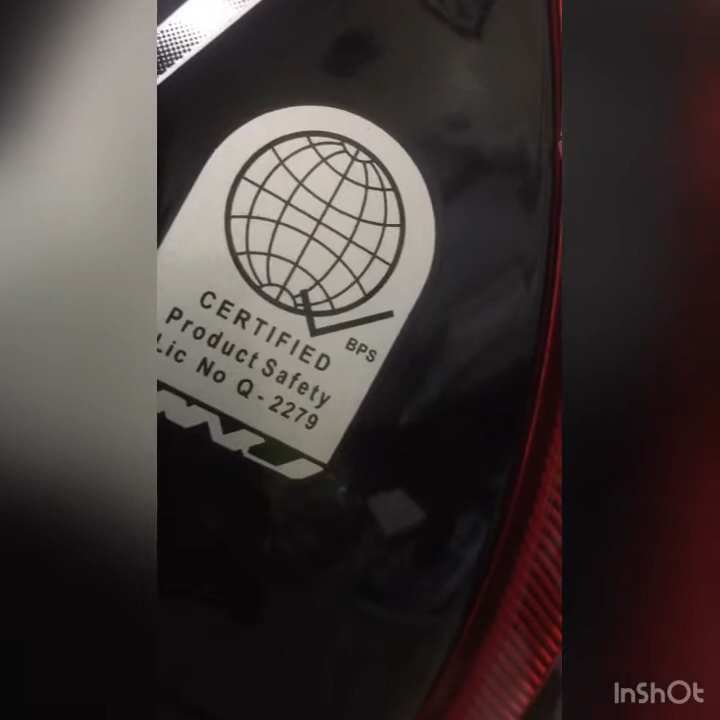 BPS
CERTIFIED
Product Safety
Lic No Q - 2279
InShOt